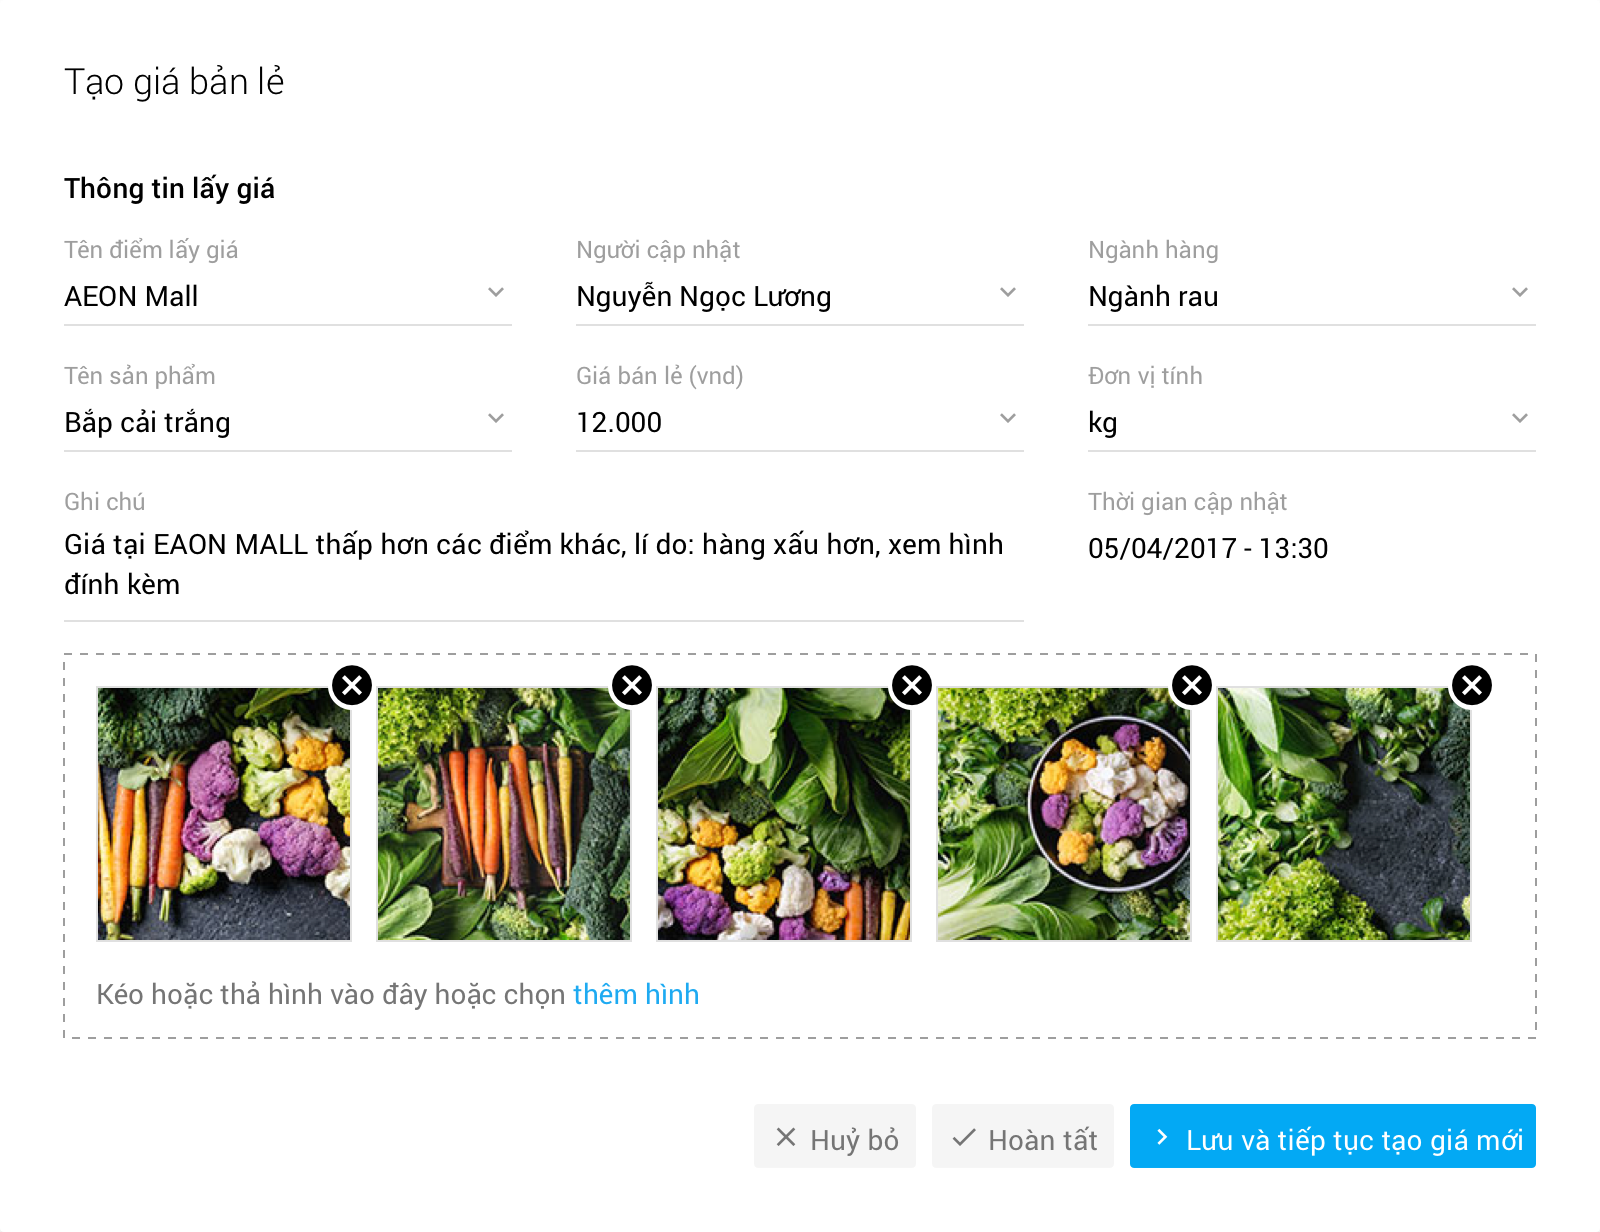 Tạo giá bản lẻ
Thông tin lấy giá
Tên điểm lấy giá
Người cập nhật
Ngành hàng
AEON Mall
Nguyễn Ngọc Lương
Ngành rau
Tên sản phẩm
Giá bán lẻ (vnd)
Đơn vị tính
Bắp cải trắng
12.000
kg
Ghi chú
Thời gian cập nhật
Giá tại EAON MALL thấp hơn các điểm khác, lí do: hàng xấu hơn, xem hình
đính kèm
05/04/2017 - 13:30
Kéo hoặc thả hình vào đây hoặc chọn thêm hình
Huỷ bỏ
Hoàn tất
Lưu và tiếp tục tạo giá mới